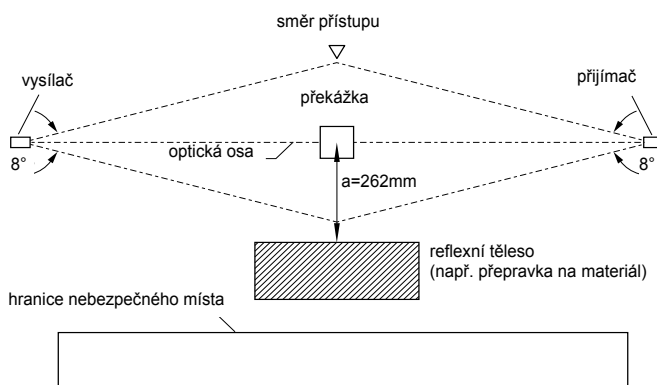 směr přístupu
vysílač
přijímač
překážka
8°
optická osa
8°
a=262mm
reflexní těleso
(např. přepravka na materiál)
hranice nebezpečného místa